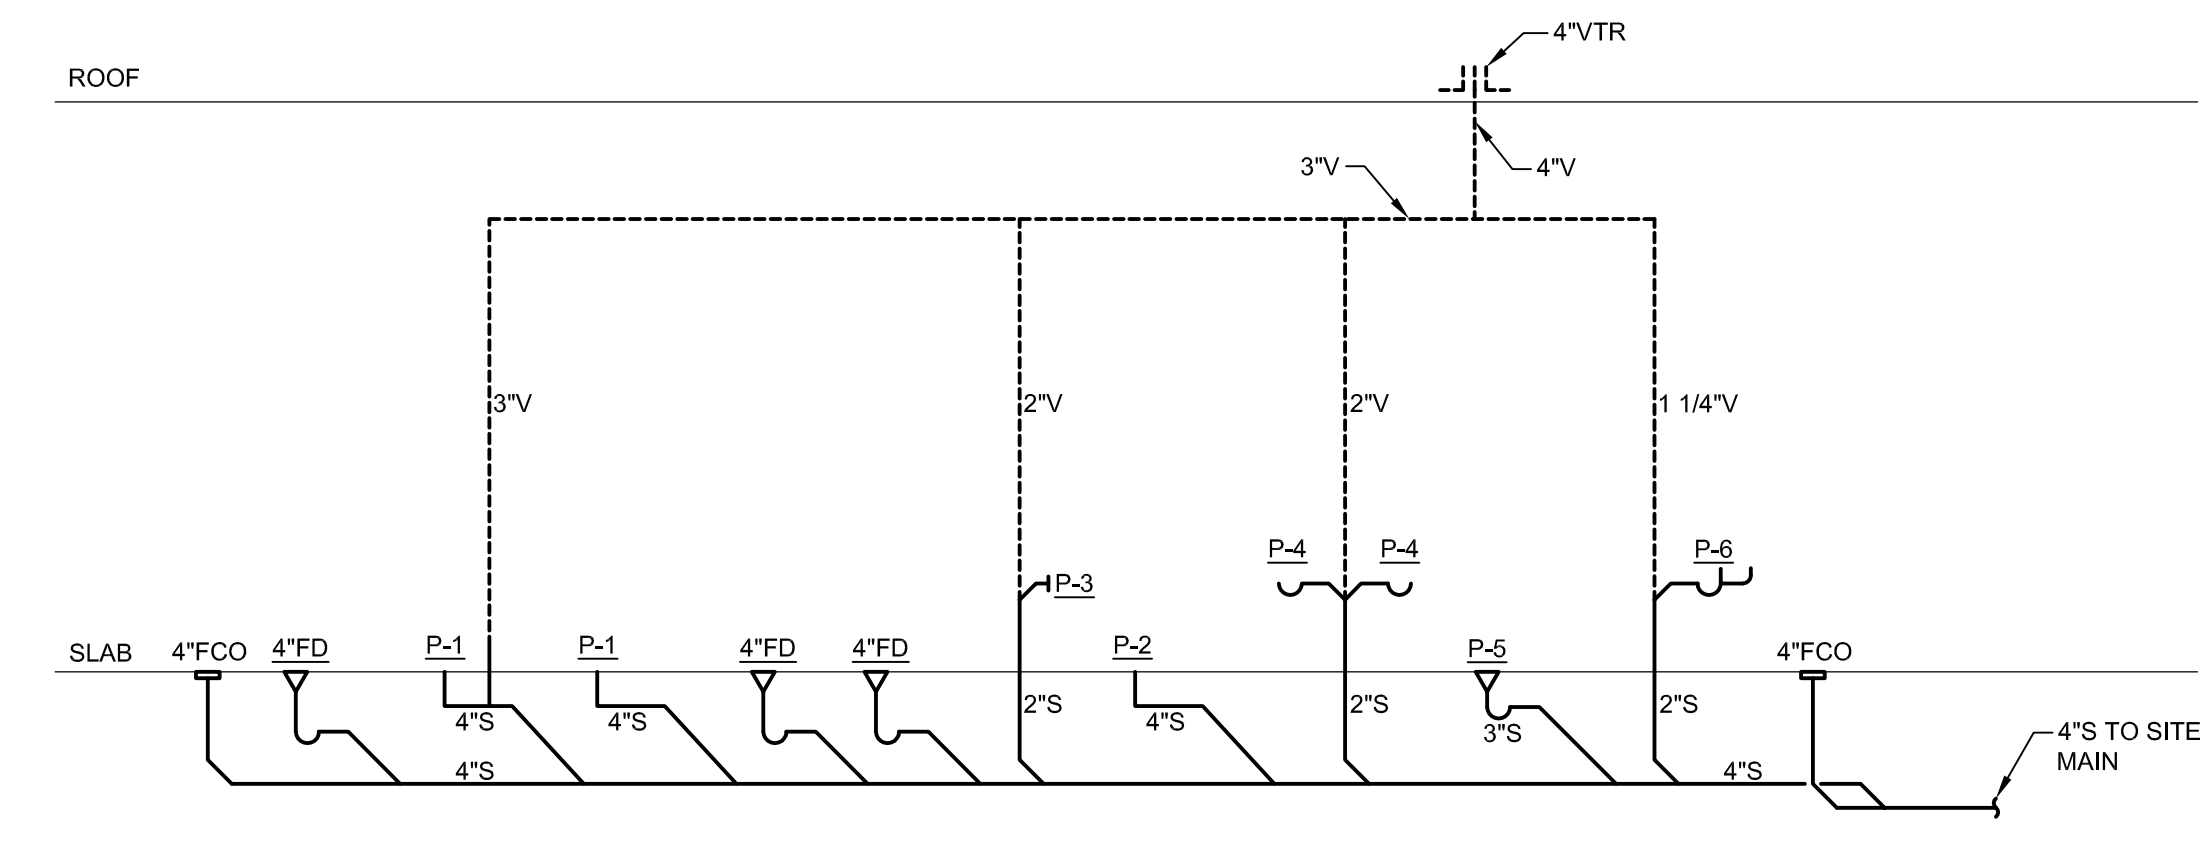 4"VTR
ROOF
3"V
4"V
3"V
2"V
2"V
1 1/4"V
P-4
P-4
P-6
P-3
SLAB
4"FCO
4"FD
P-1
P-1
4"FD
4"FD
P-2
P-5
4"FCO
4"S
4"S
2"S
4"S
2"S
3"S
2"S
4"S TO SITE
MAIN
4"S
4"S